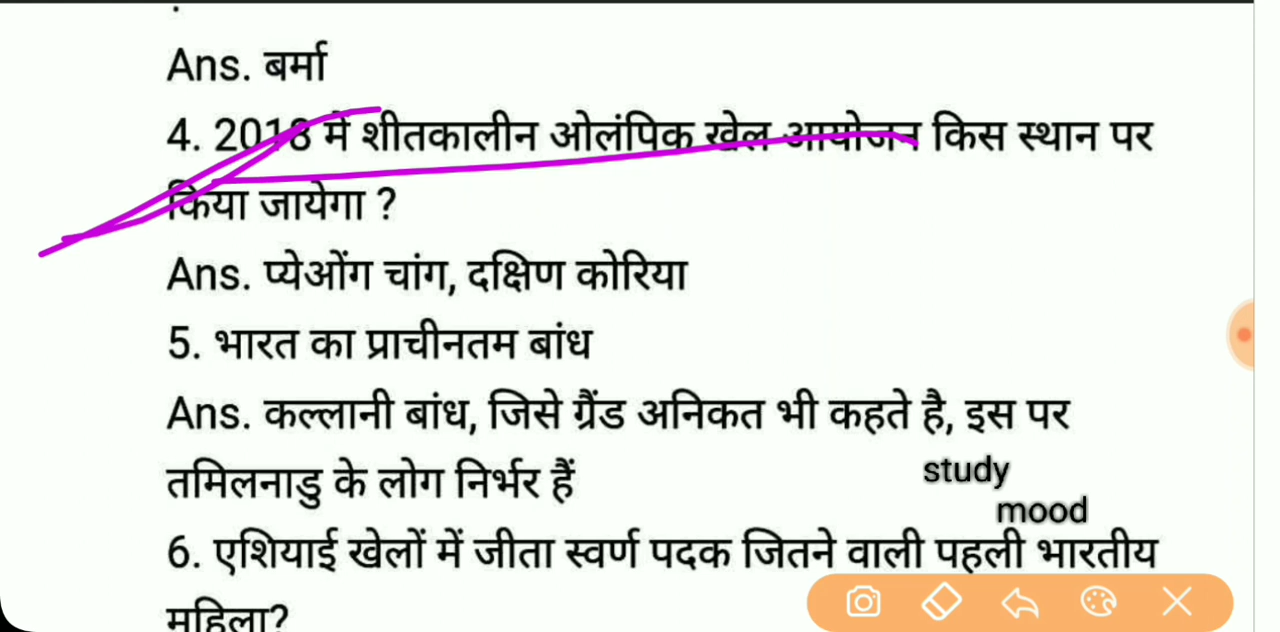 Ans. बर्मा
4. 2018 में शीतकालीन ओलंपिक खेल आयोजन किस स्थान पर
किया जायेगा ?
Ans. प्येओंग चांग, दक्षिण कोरिया
5. भारत का प्राचीनतम बांध
Ans. कल्लानी बांध, जिसे ग्रैंड अनिकत भी कहते है, इस पर
तमिलनाडु के लोग निर्भर हैं
study
mood
6. एशियाई खेलों में जीता स्वर्ण पदक जितने वाली पहली भारतीय
महिला?